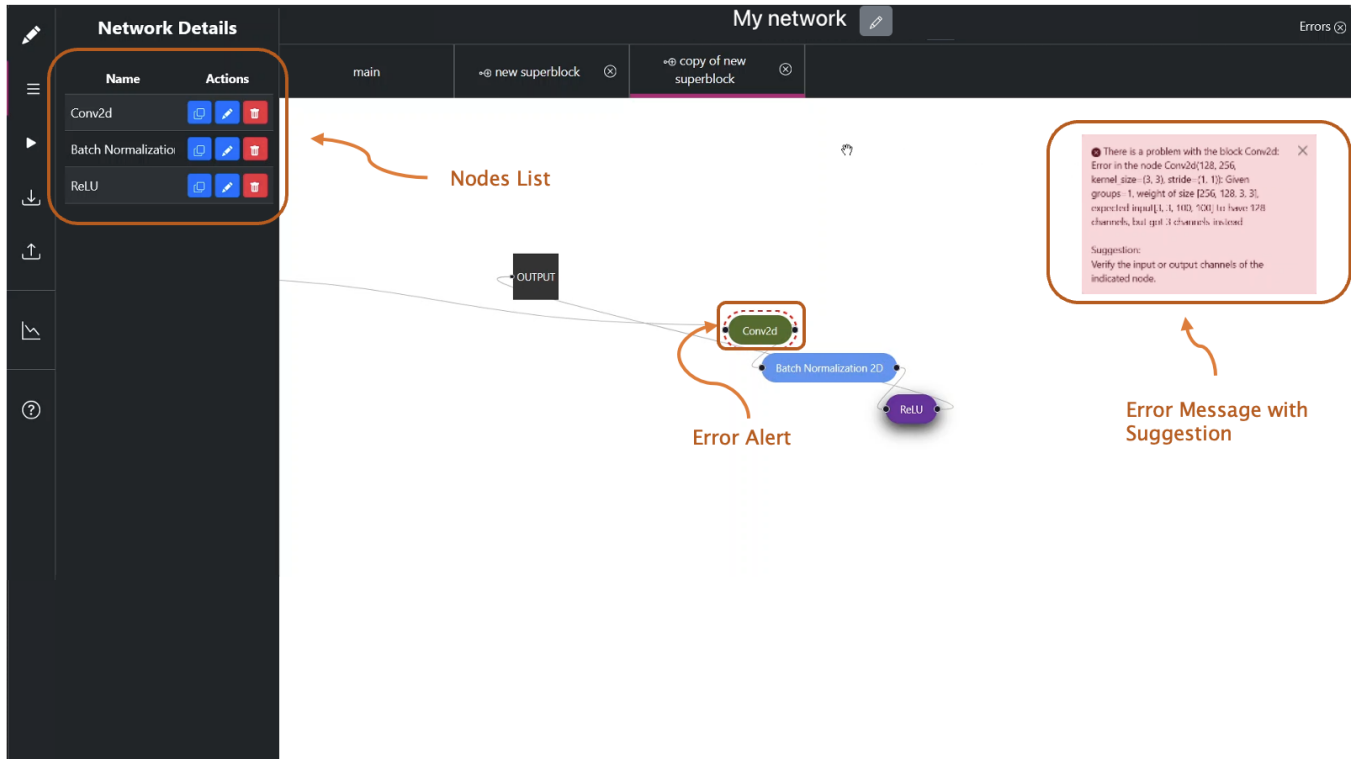 Network Details
My network
Errors
Name Actions
main
new superblock
copy of new
superblock
Conv2d
Batch Normalizatio
ReLU
Nodes List
There is a problem with the block Conv2d:
Error in the node Conv2d(128, 256,
kernel_size=(3, 3), stride=(1, 1)): Given
groups=1, weight of size [256, 128, 3, 3],
expected input[3, 3, 100, 100] to have 128
channels, but got 3 channels instead
Suggestion:
Verify the input or output channels of the
indicated node.
OUTPUT
Conv2d
Batch Normalization 2D
ReLU
Error Alert
Error Message with
Suggestion